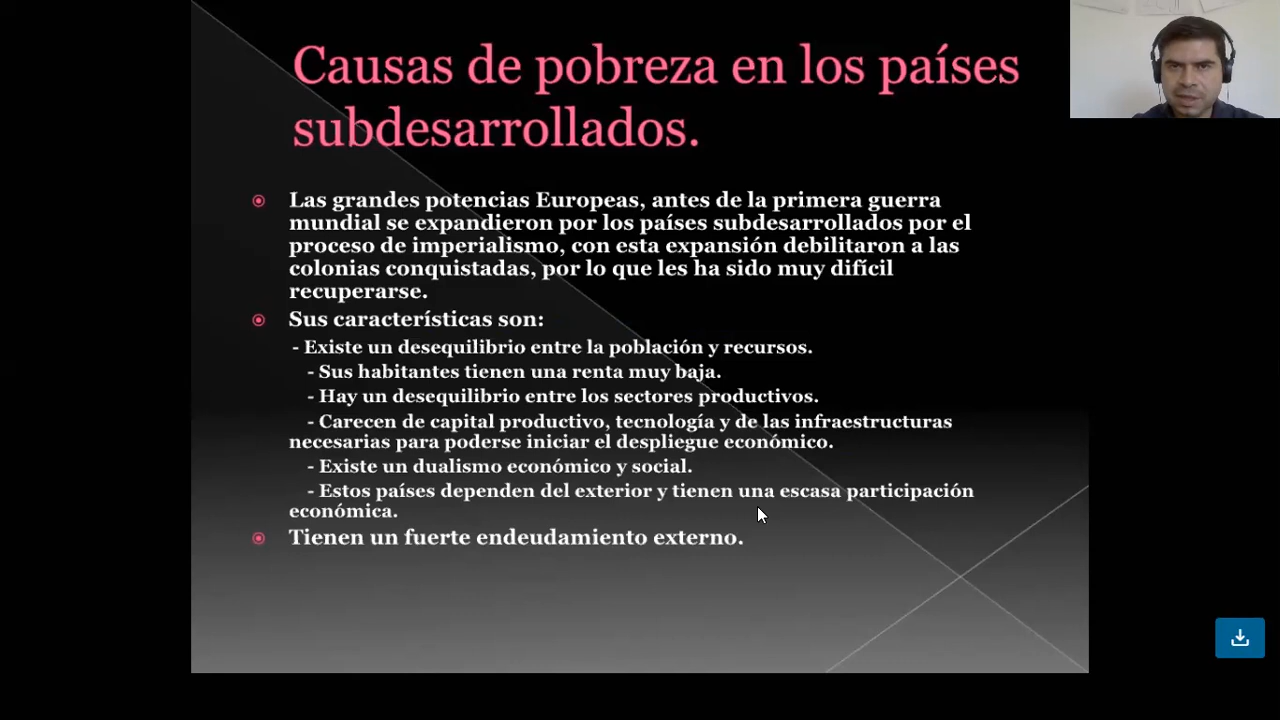 Causas de pobreza en los países
subdesarrollados.
Las grandes potencias Europeas, antes de la primera guerra
mundial se expandieron por los países subdesarrollados por el
proceso de imperialismo, con esta expansión debilitaron a las
colonias conquistadas, por lo que les ha sido muy difícil
recuperarse.
Sus características son:
- Existe un desequilibrio entre la población y recursos.
- Sus habitantes tienen una renta muy baja.
- Hay un desequilibrio entre los sectores productivos.
- Carecen de capital productivo, tecnología y de las infraestructuras
necesarias para poderse iniciar el despliegue económico.
- Existe un dualismo económico y social.
- Estos países dependen del exterior y tienen una escasa participación
económica.
Tienen un fuerte endeudamiento externo.